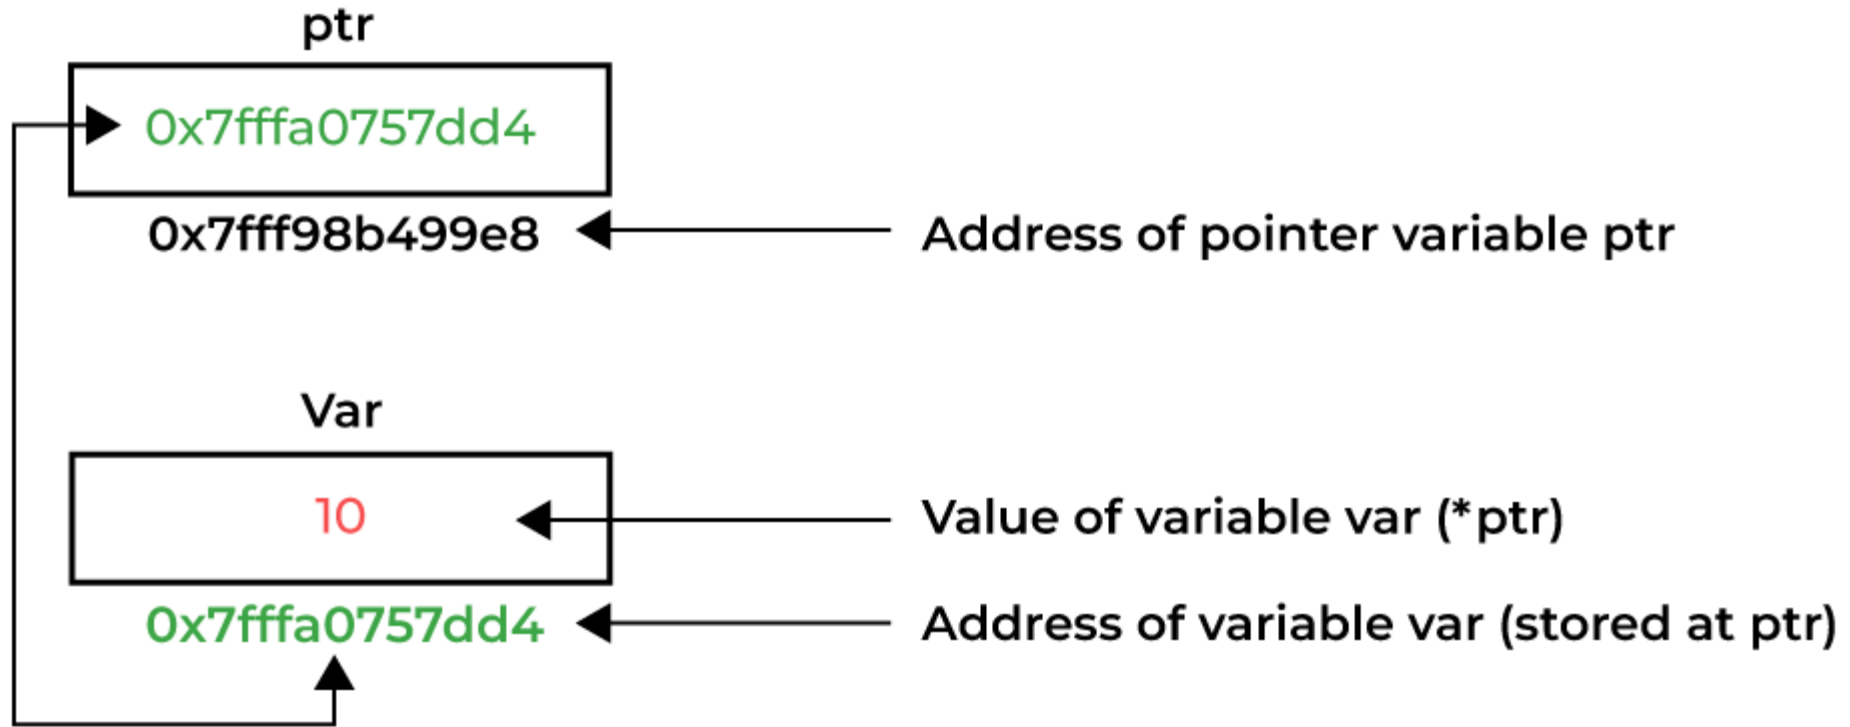 ptr
0x7fffa0757dd4
0x7fff98b499e8 Address of pointer variable ptr
Var
10 Value of variable var (*ptr)
0x7fffa0757dd4 Address of variable var (stored at ptr)